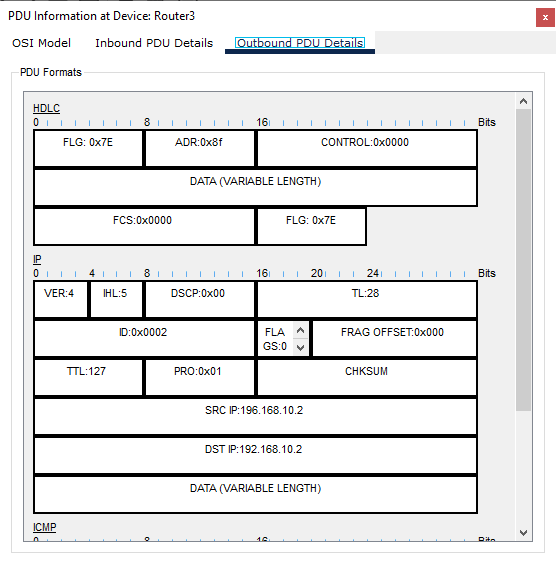 PDU Information at Device: Router3
x
OSI Model Inbound PDU Details Outbound PDU Details
PDU Formats
HDLC
0 8 16 Bits
FLG: 0x7E ADR:0x8f CONTROL:0x0000
DATA (VARIABLE LENGTH)
FCS:0x0000 FLG: 0x7E
IP
0 4 8 16 20 24 Bits
VER:4 IHL:5 DSCP:0x00 TL:28
ID:0x0002 FLA
GS:0 FRAG OFFSET:0x000
TTL:127 PRO:0x01 CHKSUM
SRC IP:196.168.10.2
DST IP:192.168.10.2
DATA (VARIABLE LENGTH)
ICMP
0 8 16 Bits